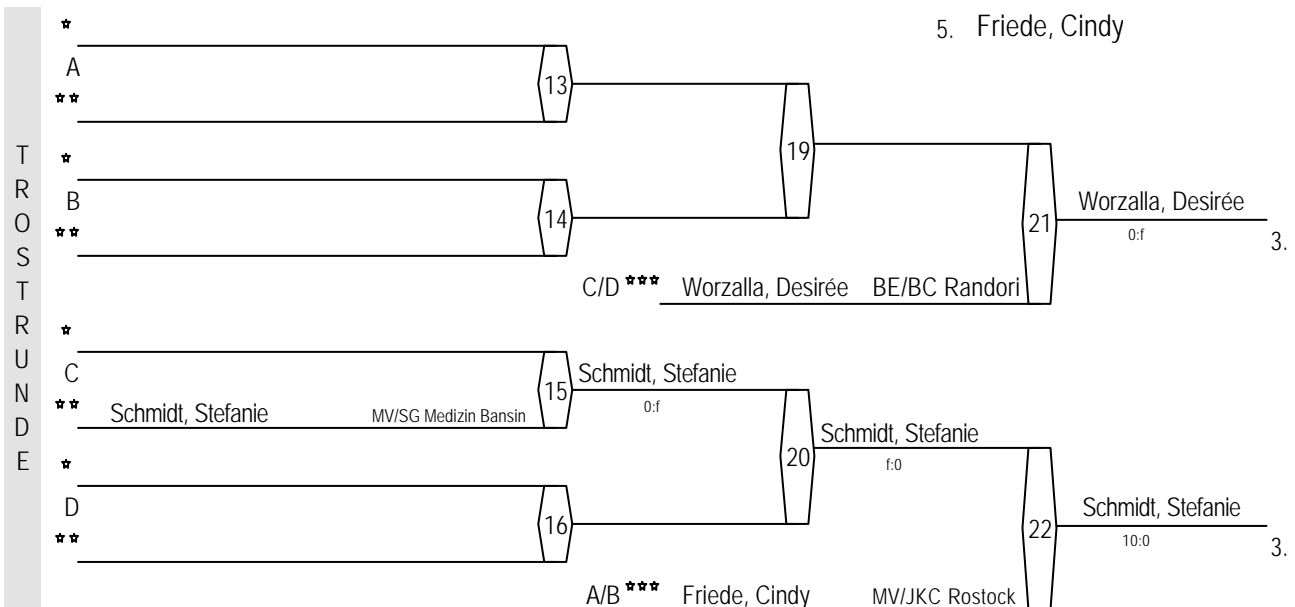 TROSTRUNDE
5. Friede, Cindy
A
13
19
B
14
21
Worzalla, Desirée
0:f
3.
C/D *** Worzalla, Desirée BE/BC Randori
C
15
Schmidt, Stefanie
0:f
Schmidt, Stefanie MV/SG Medizin Bansin
20
Schmidt, Stefanie
f:0
D
16
22
Schmidt, Stefanie
10:0
3.
A/B *** Friede, Cindy MV/JKC Rostock